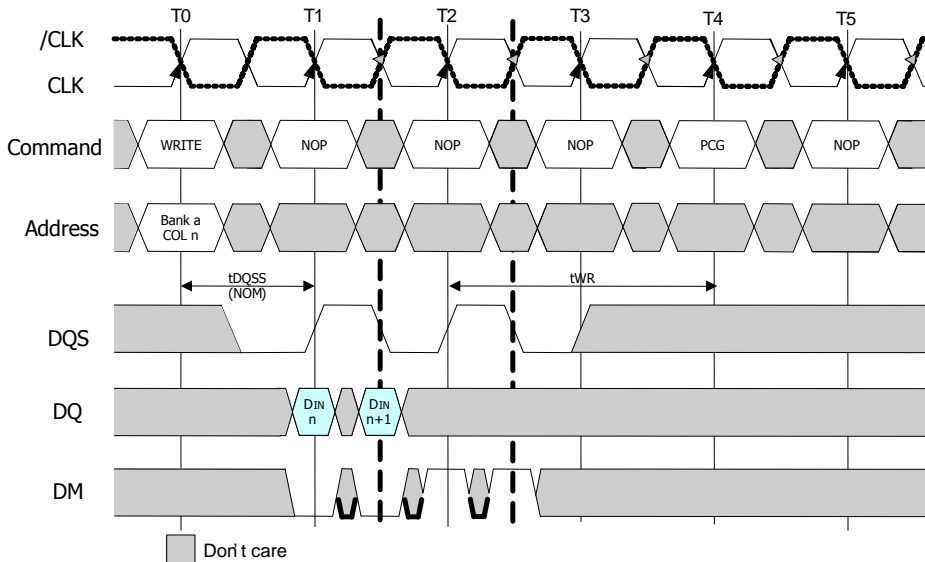 T0 T1 T2 T3 T4 T5
/CLK
CLK
Command WRITE NOP NOP NOP PCG NOP
Address Bank a
COL n
tDQSS
(NOM)
tWR
DQS
DQ DIN
n
DIN
n+1
DM
Don't care